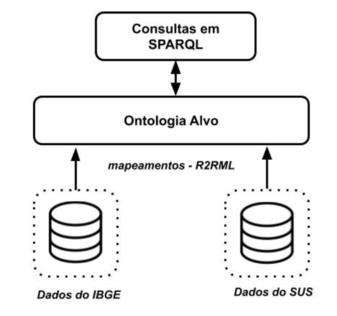 Consultas em
SPARQL
Ontologia Alvo
mapeamentos - R2RML
Dados do IBGE
Dados do SUS